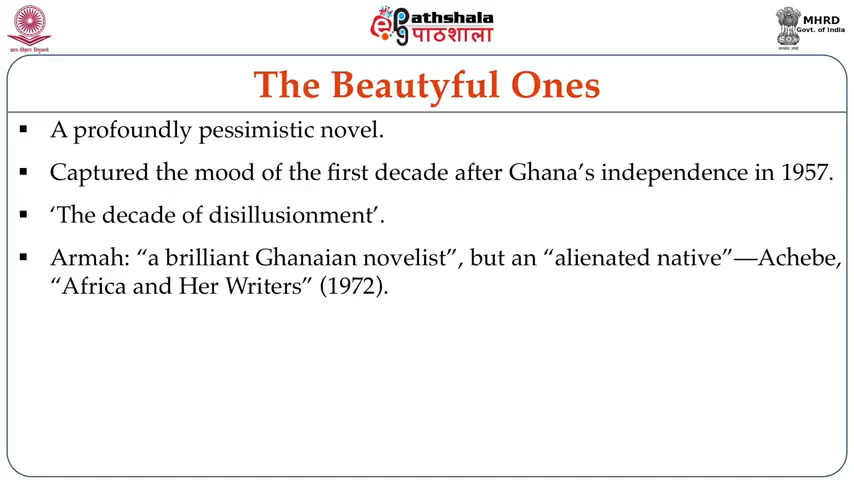 ePathshala
पाठशाला
MHRD
Govt. of India
The Beautyful Ones
▪ A profoundly pessimistic novel.
▪ Captured the mood of the first decade after Ghana’s independence in 1957.
▪ ‘The decade of disillusionment’.
▪ Armah: “a brilliant Ghanaian novelist”, but an “alienated native”—Achebe,
“Africa and Her Writers” (1972).